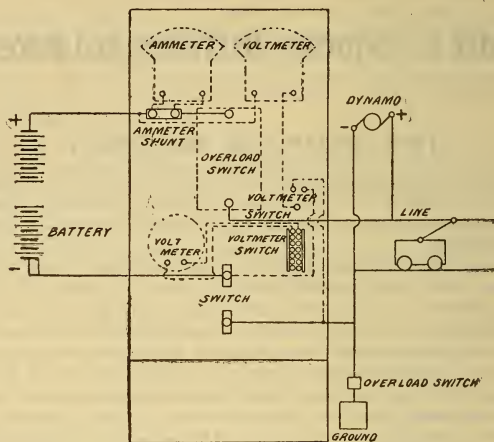 AMMETER
VOLTMETER
DYNAMO
+
- +
AMMETER
SHUNT
OVERLOAD
SWITCH
VOLTMETER
SWITCH
LINE
BATTERY
VOLT
METER
VOLTMETER
SWITCH
-
SWITCH
OVERLOAD SWITCH
GROUND